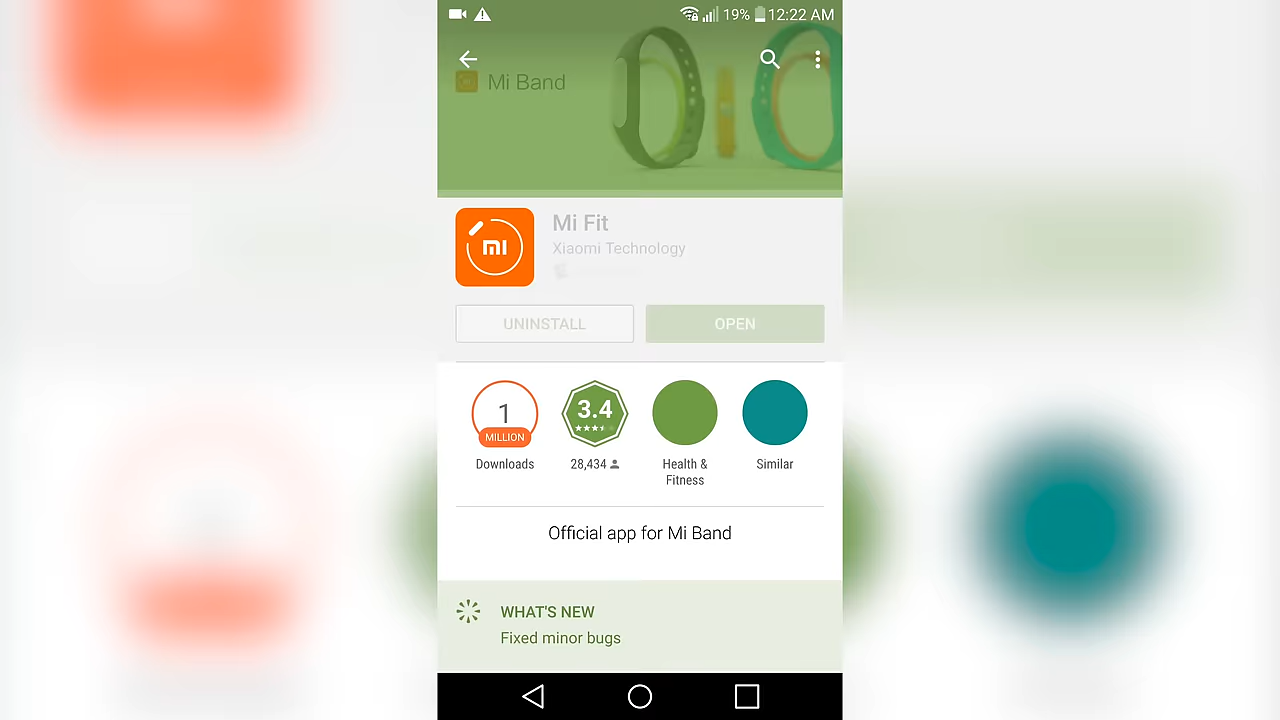 19% 12:22 AM
Mi Band
mi
Mi Fit
Xiaomi Technology
UNINSTALL
OPEN
1
MILLION
3.4
Downloads
28,434
Health &
Fitness
Similar
Official app for Mi Band
WHAT'S NEW
Fixed minor bugs